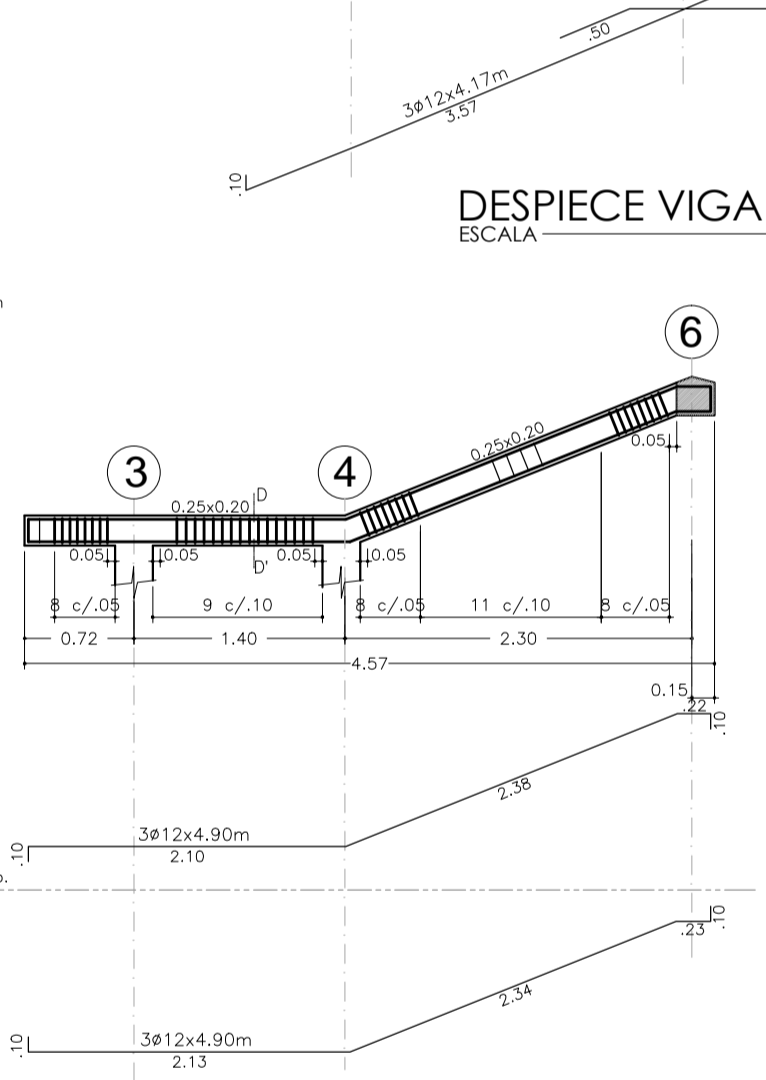 .50
3ø12x4.17m
3.57
.10
DESPIECE VIGA
ESCALA
6
0.25x0.20
0.05
3
4
0.25x0.20
D
0.05
0.05
0.05
0.05
D'
8 c/.05
9 c/.10
8 c/.05
11 c/.10
8 c/.05
0.72
1.40
2.30
4.57
0.15
.22
.10
2.38
3ø12x4.90m
.10
2.10
.10
.23
2.34
3ø12x4.90m
.10
2.13